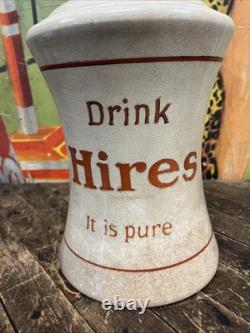 Drink
Hires
It is pure